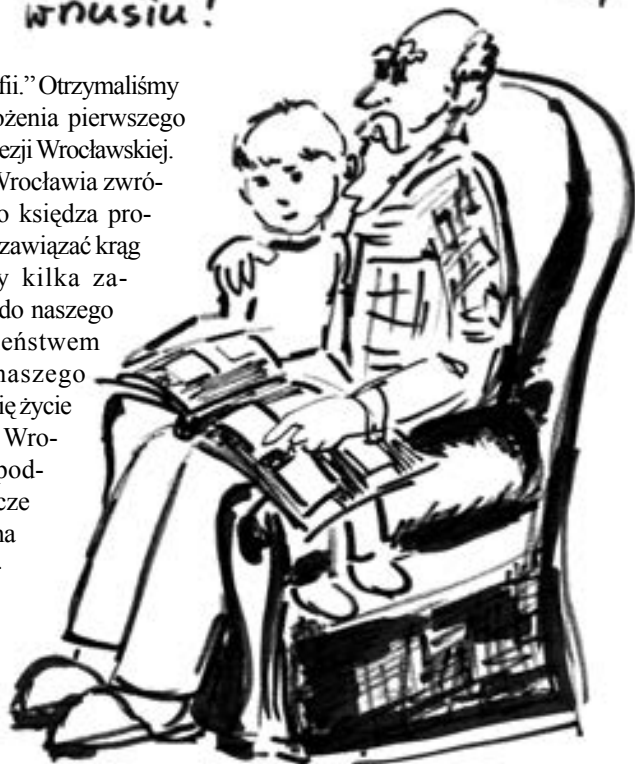 wnusiu!
fii.” Otrzymaliśmy
ożenia pierwszego
ezji Wrocławskiej.
Wrocławia zwró-
o księdza pro-
zawiązać krąg
y kilka za-
do naszego
eństwem
naszego
ię życie
Wro-
pod-
cze
na